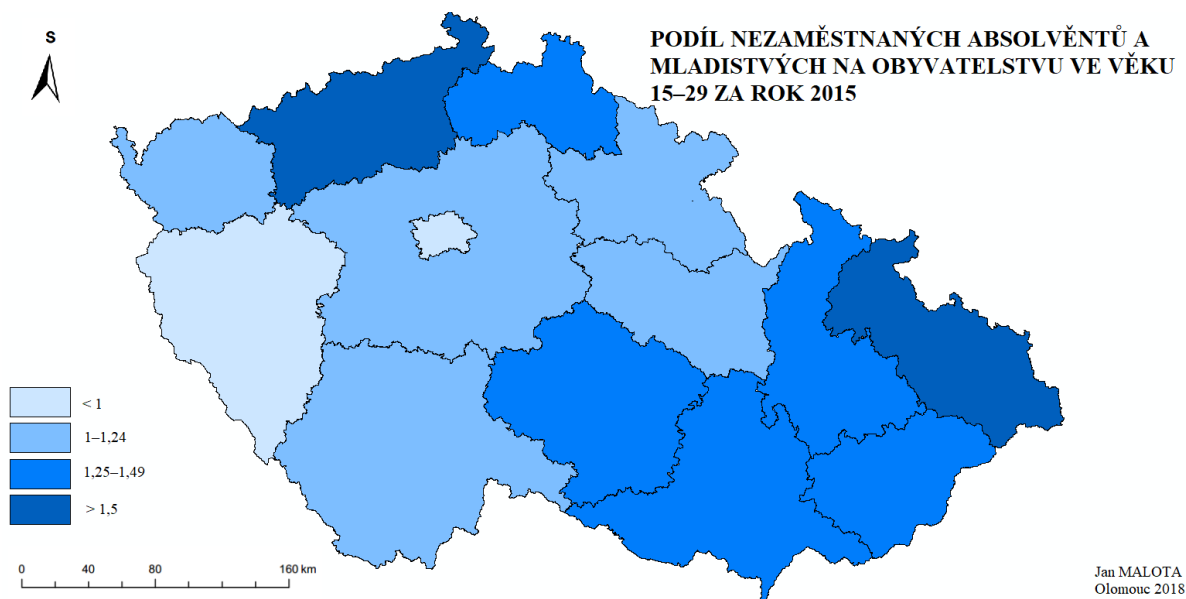 S
PODÍL NEZAMĚSTNANÝCH ABSOLVĚNTŮ A
MLADISTVÝCH NA OBYVATELSTVU VE VĚKU
15–29 ZA ROK 2015
< 1
1–1,24
1,25–1,49
> 1,5
0 40 80 160 km
Jan MALOTA
Olomouc 2018